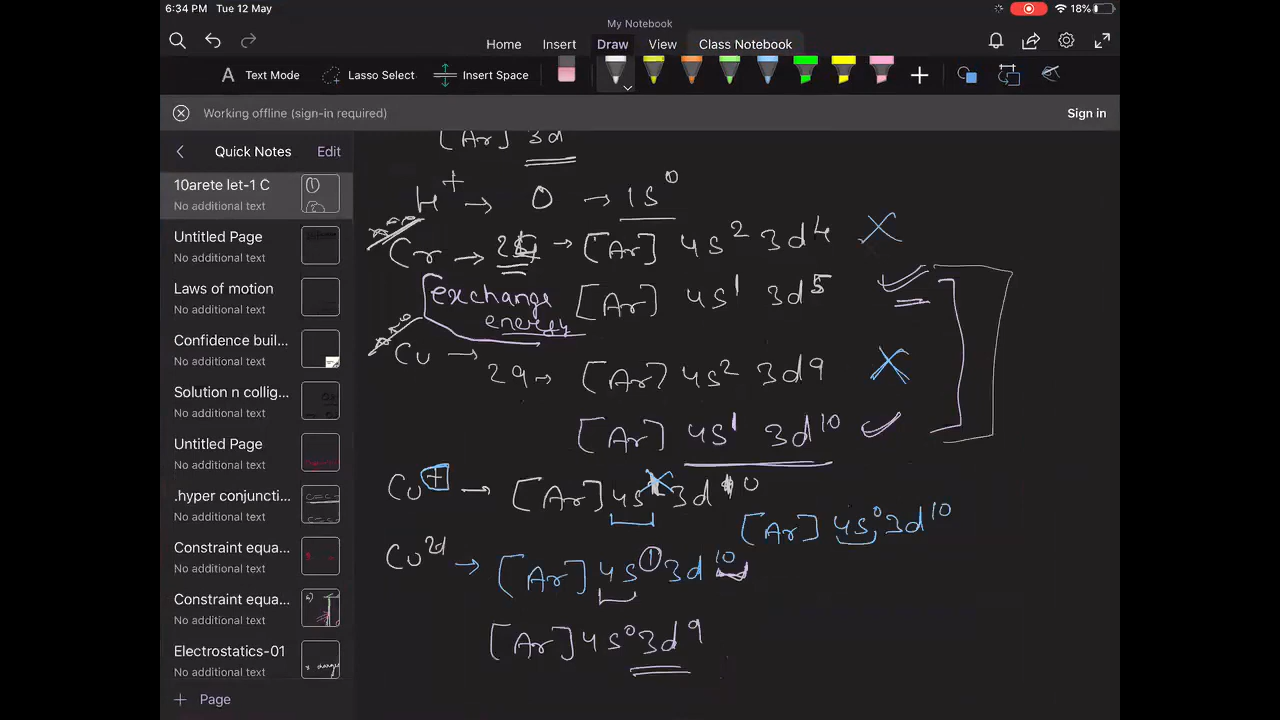 6:34 PM Tue 12 May
18%
My Notebook
Home Insert Draw View Class Notebook
Text Mode Lasso Select Insert Space
Working offline (sign-in required) Sign in
Quick Notes Edit
10arete let-1 C
No additional text
Untitled Page
No additional text
Laws of motion
No additional text
Confidence buil...
No additional text
Solution n collig...
No additional text
Untitled Page
No additional text
.hyper conjuncti...
No additional text
Constraint equa...
No additional text
Constraint equa...
No additional text
Electrostatics-01
No additional text
+ Page
[Ar] 3d
H⁺ → 0 → 1s⁰
Cr → 24 → [Ar] 4s² 3d⁴ ✗
exchange energy [Ar] 4s¹ 3d⁵ ✓
Cu → 29 → [Ar] 4s² 3d⁹ ✗
[Ar] 4s¹ 3d¹⁰ ✓
Cu⁺ → [Ar] 4s 3d¹⁰
[Ar] 4s⁰ 3d¹⁰
Cu → [Ar] 4s¹ 3d¹⁰
[Ar] 4s⁰ 3d⁹